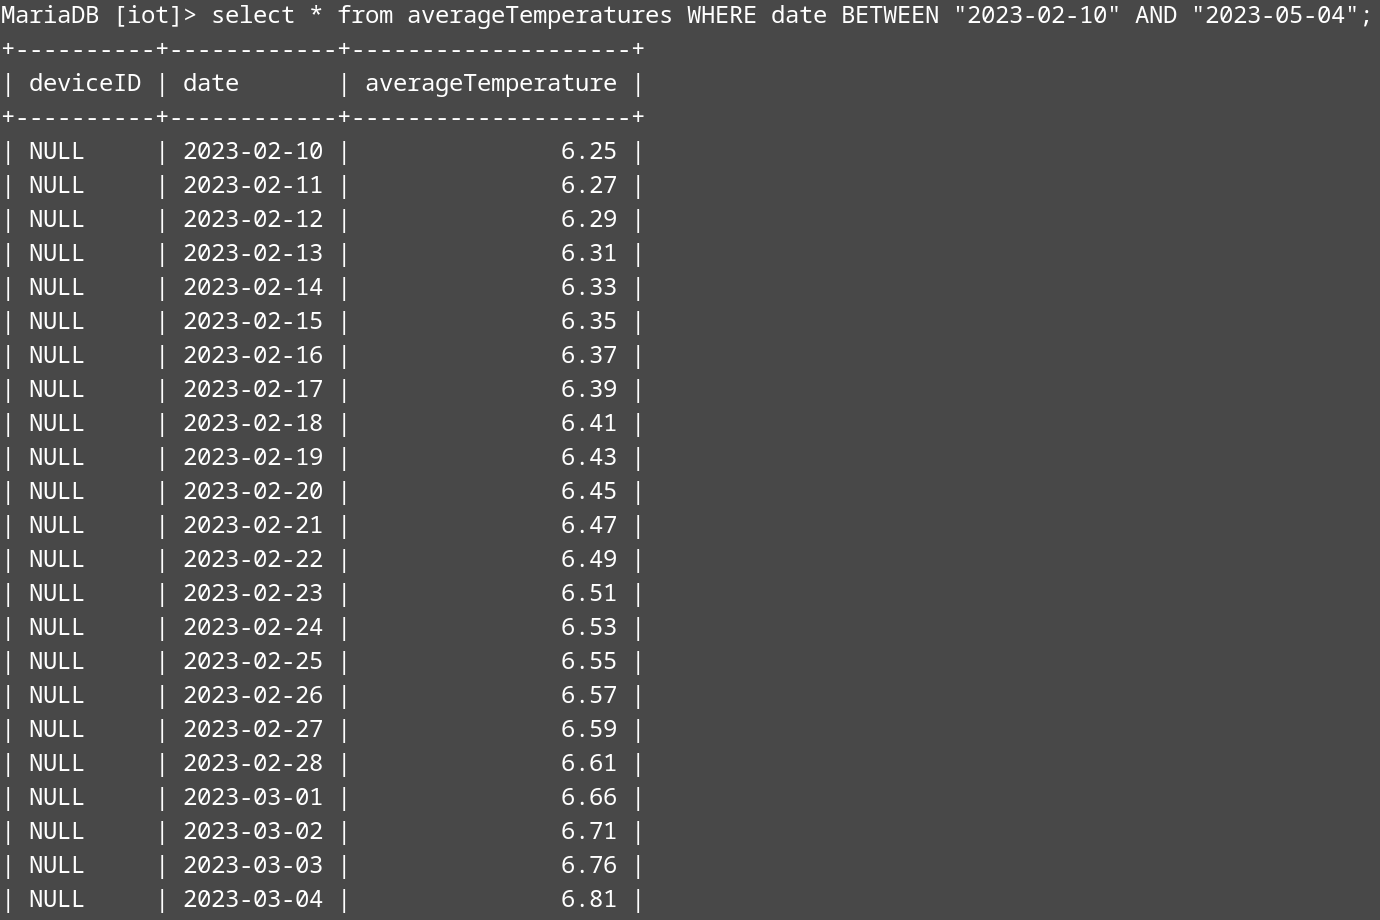 MariaDB [iot]> select * from averageTemperatures WHERE date BETWEEN "2023-02-10" AND "2023-05-04";
+----------+------------+--------------------+
| deviceID | date       | averageTemperature |
+----------+------------+--------------------+
| NULL     | 2023-02-10 |               6.25 |
| NULL     | 2023-02-11 |               6.27 |
| NULL     | 2023-02-12 |               6.29 |
| NULL     | 2023-02-13 |               6.31 |
| NULL     | 2023-02-14 |               6.33 |
| NULL     | 2023-02-15 |               6.35 |
| NULL     | 2023-02-16 |               6.37 |
| NULL     | 2023-02-17 |               6.39 |
| NULL     | 2023-02-18 |               6.41 |
| NULL     | 2023-02-19 |               6.43 |
| NULL     | 2023-02-20 |               6.45 |
| NULL     | 2023-02-21 |               6.47 |
| NULL     | 2023-02-22 |               6.49 |
| NULL     | 2023-02-23 |               6.51 |
| NULL     | 2023-02-24 |               6.53 |
| NULL     | 2023-02-25 |               6.55 |
| NULL     | 2023-02-26 |               6.57 |
| NULL     | 2023-02-27 |               6.59 |
| NULL     | 2023-02-28 |               6.61 |
| NULL     | 2023-03-01 |               6.66 |
| NULL     | 2023-03-02 |               6.71 |
| NULL     | 2023-03-03 |               6.76 |
| NULL     | 2023-03-04 |               6.81 |